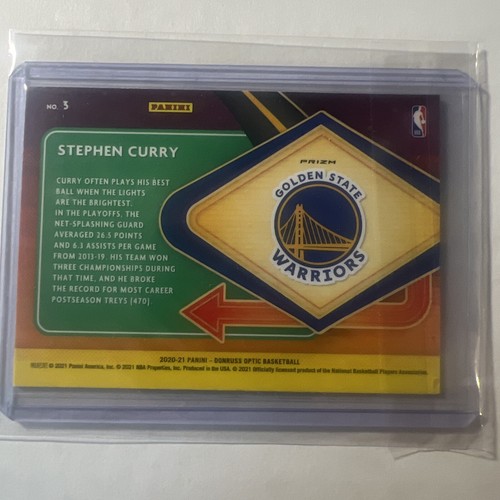 NO. 3
PANINI
NBA
STEPHEN CURRY
CURRY OFTEN PLAYS HIS BEST
BALL WHEN THE LIGHTS
ARE THE BRIGHTEST.
IN THE PLAYOFFS, THE
NET-SPLASHING GUARD
AVERAGED 26.5 POINTS
AND 6.3 ASSISTS PER GAME
FROM 2013-19. HIS TEAM WON
THREE CHAMPIONSHIPS DURING
THAT TIME, AND HE BROKE
THE RECORD FOR MOST CAREER
POSTSEASON TREYS (470).
PRIZM
GOLDEN STATE
WARRIORS
2020-21 PANINI - DONRUSS OPTIC BASKETBALL
© 2021 Panini America, Inc. © 2021 NBA Properties, Inc. Produced in the USA. © 2021 Officially licensed product of the National Basketball Players Association.